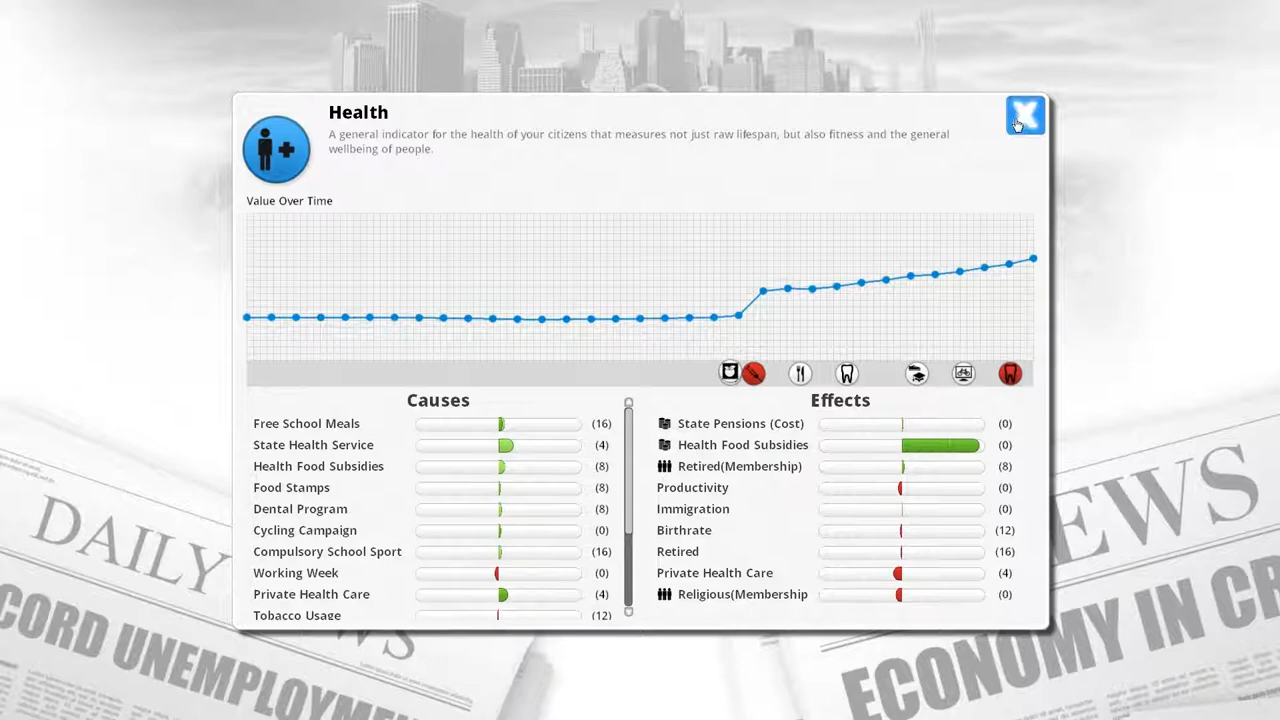 Health
A general indicator for the health of your citizens that measures not just raw lifespan, but also fitness and the general
wellbeing of people.
Value Over Time
Causes
Free School Meals (16)
State Health Service (4)
Health Food Subsidies (8)
Food Stamps (8)
Dental Program (8)
Cycling Campaign (0)
Compulsory School Sport (16)
Working Week (0)
Private Health Care (4)
Tobacco Usage (12)
Effects
State Pensions (Cost) (0)
Health Food Subsidies (0)
Retired(Membership) (8)
Productivity (0)
Immigration (0)
Birthrate (12)
Retired (16)
Private Health Care (4)
Religious(Membership (0)
DAILY
NEWS
CORD UNEMPLOYMENT
EWS
ECONOMY IN CR